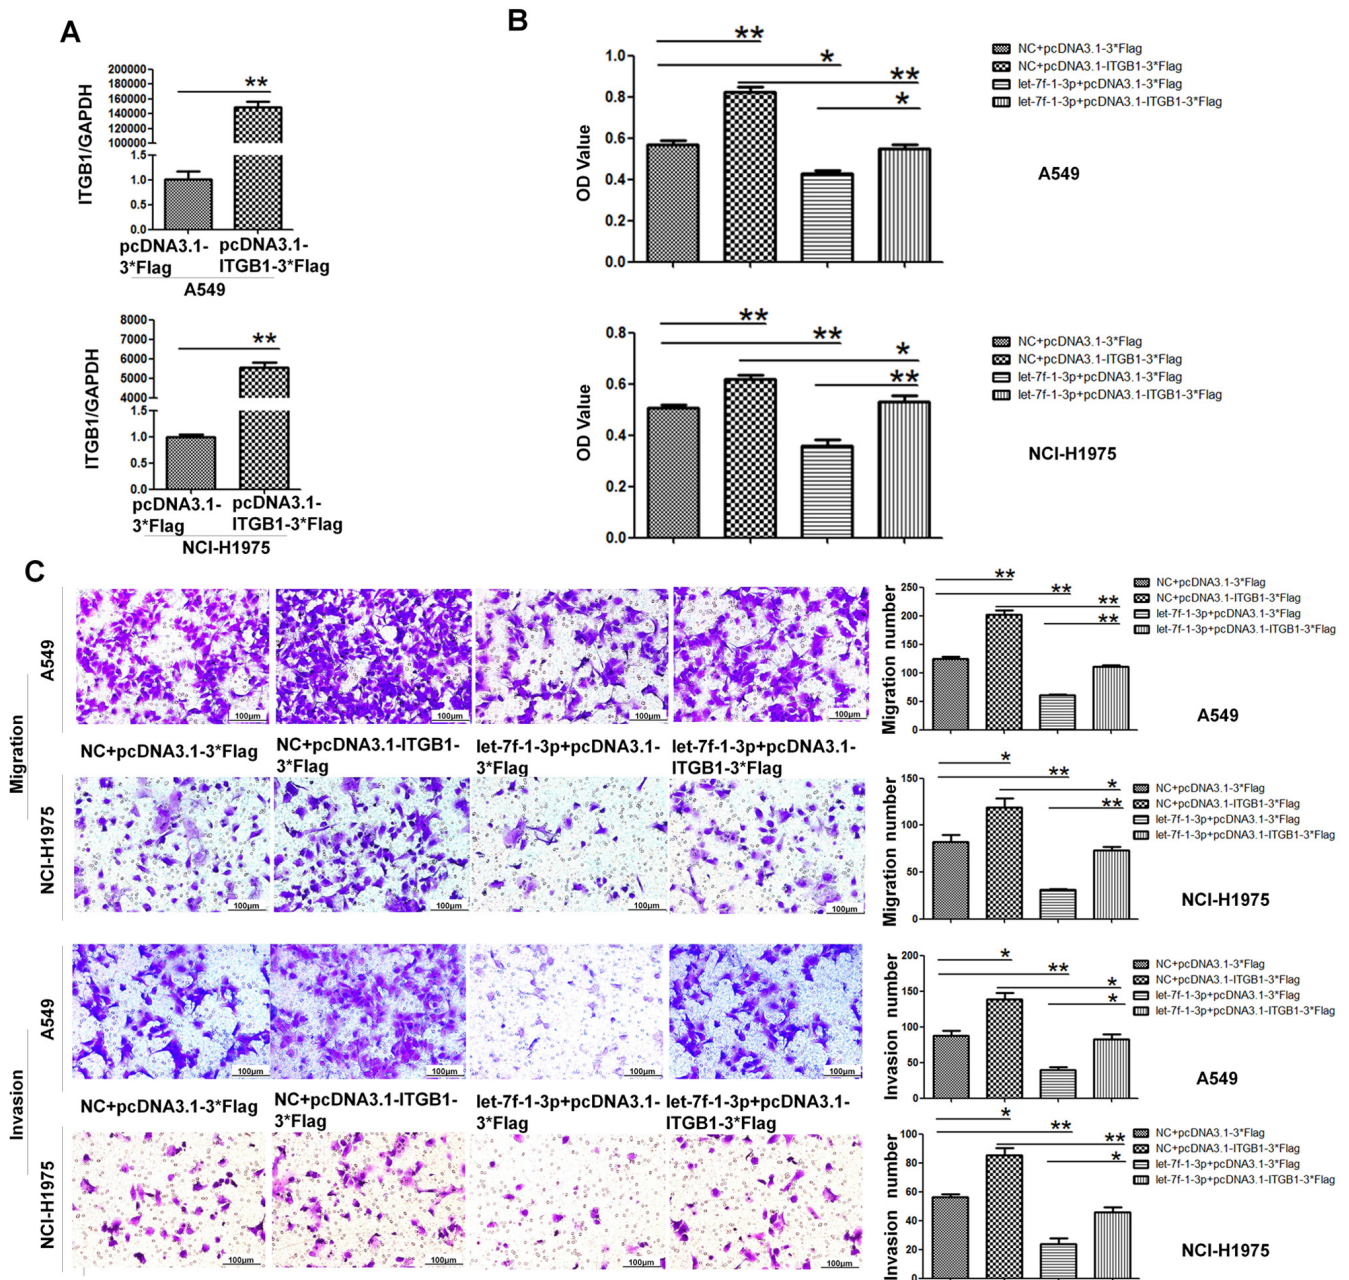 A
ITGB1/GAPDH
200000
180000
160000
140000
120000
100000
1.5
1.0
0.5
0.0
**
pcDNA3.1-
3*Flag
pcDNA3.1-
ITGB1-3*Flag
A549
ITGB1/GAPDH
8000
7000
6000
5000
4000
1.5
1.0
0.5
0.0
**
pcDNA3.1-
3*Flag
pcDNA3.1-
ITGB1-3*Flag
NCI-H1975
B
OD Value
1.0
0.8
0.6
0.4
0.2
0.0
**
*
**
*
NC+pcDNA3.1-3*Flag
NC+pcDNA3.1-ITGB1-3*Flag
let-7f-1-3p+pcDNA3.1-3*Flag
let-7f-1-3p+pcDNA3.1-ITGB1-3*Flag
A549
OD Value
0.8
0.6
0.4
0.2
0.0
**
**
*
**
NC+pcDNA3.1-3*Flag
NC+pcDNA3.1-ITGB1-3*Flag
let-7f-1-3p+pcDNA3.1-3*Flag
let-7f-1-3p+pcDNA3.1-ITGB1-3*Flag
NCI-H1975
C
Migration
A549
100μm
100μm
100μm
100μm
NC+pcDNA3.1-3*Flag
NC+pcDNA3.1-ITGB1-
3*Flag
let-7f-1-3p+pcDNA3.1-
3*Flag
let-7f-1-3p+pcDNA3.1-
ITGB1-3*Flag
NCI-H1975
100μm
100μm
100μm
100μm
Migration number
250
200
150
100
50
0
**
**
**
**
NC+pcDNA3.1-3*Flag
NC+pcDNA3.1-ITGB1-3*Flag
let-7f-1-3p+pcDNA3.1-3*Flag
let-7f-1-3p+pcDNA3.1-ITGB1-3*Flag
A549
Migration number
150
100
50
0
*
**
*
**
NC+pcDNA3.1-3*Flag
NC+pcDNA3.1-ITGB1-3*Flag
let-7f-1-3p+pcDNA3.1-3*Flag
let-7f-1-3p+pcDNA3.1-ITGB1-3*Flag
NCI-H1975
Invasion
A549
100μm
100μm
100μm
100μm
NC+pcDNA3.1-3*Flag
NC+pcDNA3.1-ITGB1-
3*Flag
let-7f-1-3p+pcDNA3.1-
3*Flag
let-7f-1-3p+pcDNA3.1-
ITGB1-3*Flag
NCI-H1975
100μm
100μm
100μm
100μm
Invasion number
200
150
100
50
0
*
**
*
*
NC+pcDNA3.1-3*Flag
NC+pcDNA3.1-ITGB1-3*Flag
let-7f-1-3p+pcDNA3.1-3*Flag
let-7f-1-3p+pcDNA3.1-ITGB1-3*Flag
A549
Invasion number
100
80
60
40
20
0
*
**
**
*
NC+pcDNA3.1-3*Flag
NC+pcDNA3.1-ITGB1-3*Flag
let-7f-1-3p+pcDNA3.1-3*Flag
let-7f-1-3p+pcDNA3.1-ITGB1-3*Flag
NCI-H1975